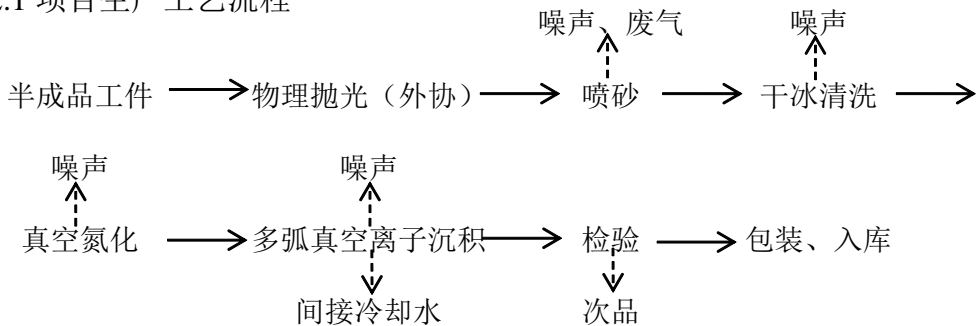 .1 项目生产工艺流程
噪声、废气 噪声
半成品工件 物理抛光（外协） 喷砂 干冰清洗
噪声 噪声
真空氮化 多弧真空离子沉积 检验 包装、入库
间接冷却水 次品